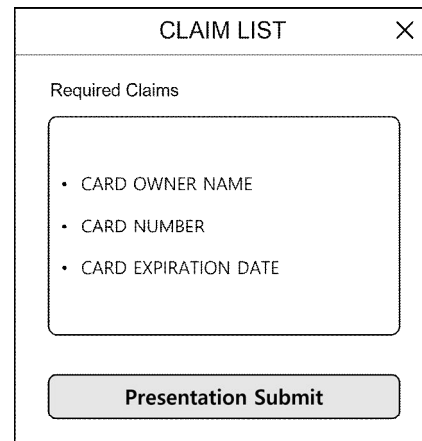 CLAIM LIST ×
Required Claims
• CARD OWNER NAME
• CARD NUMBER
• CARD EXPIRATION DATE
Presentation Submit